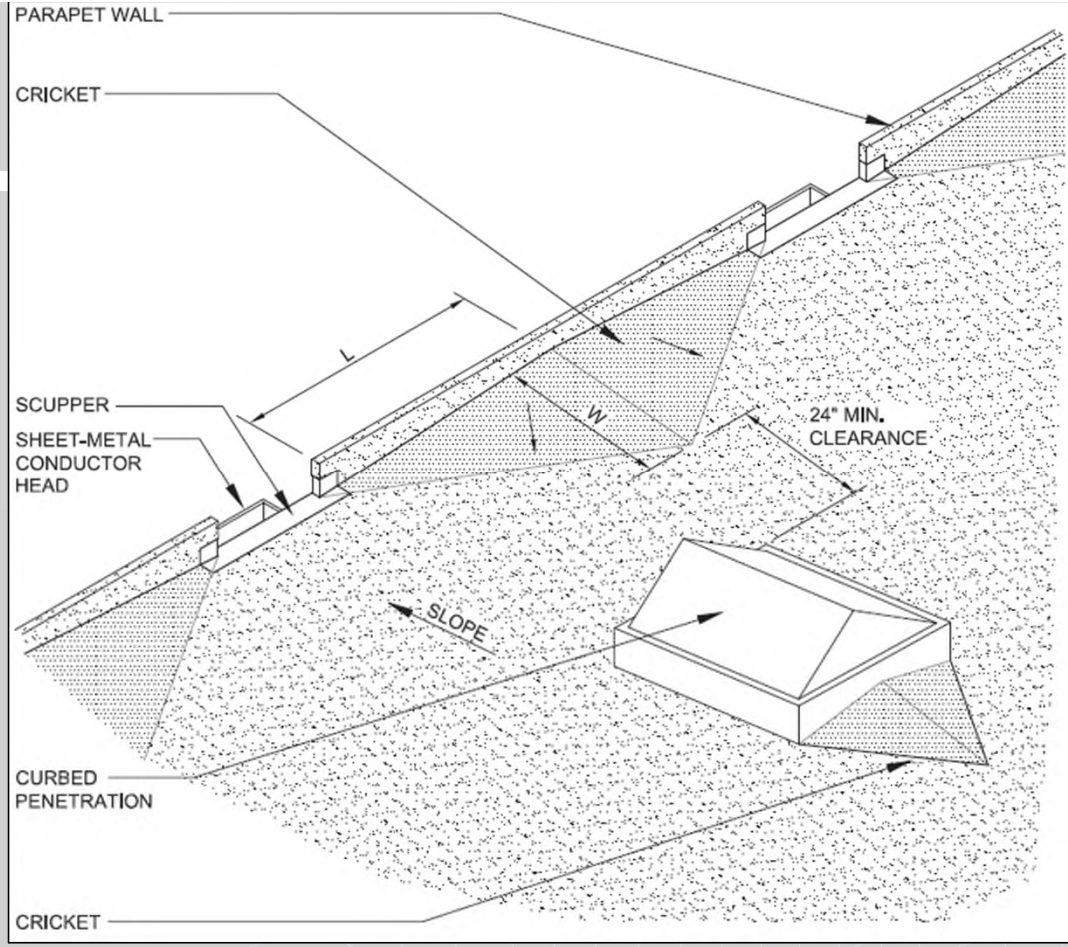 PARAPET WALL
CRICKET
L
SCUPPER
SHEET-METAL
CONDUCTOR
HEAD
W
24" MIN.
CLEARANCE
SLOPE
CURBED
PENETRATION
CRICKET